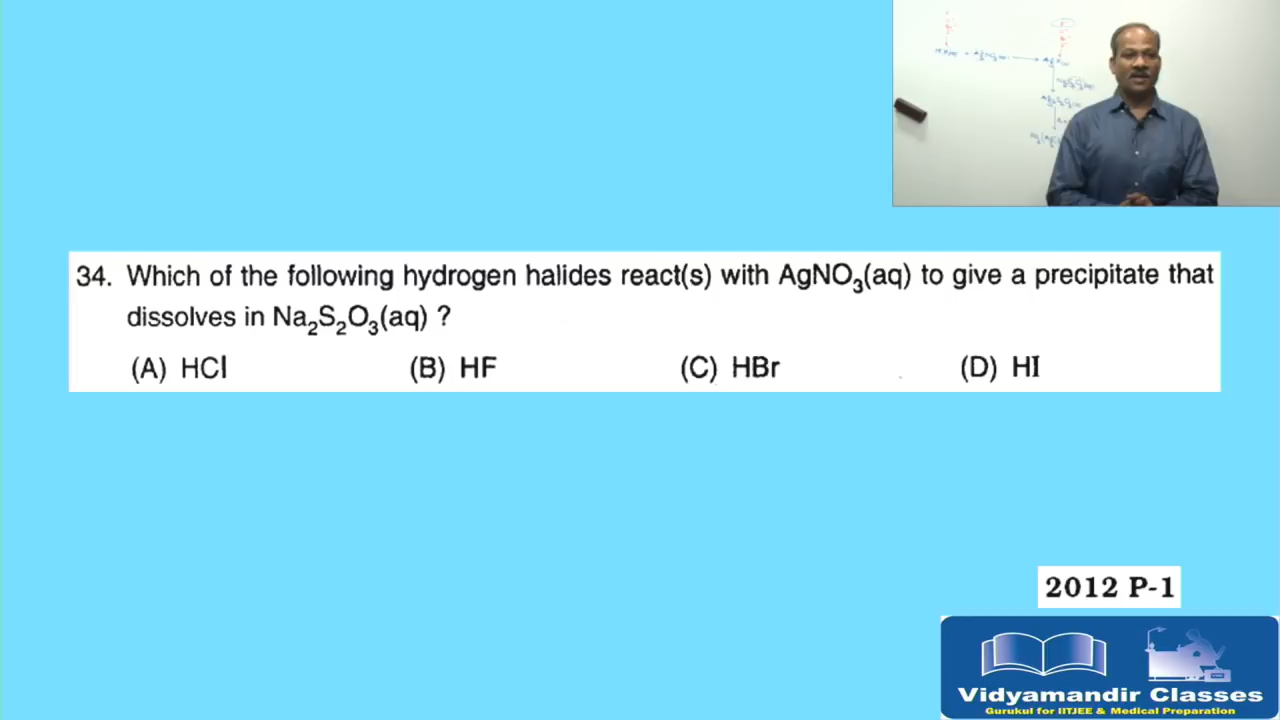 34. Which of the following hydrogen halides react(s) with AgNO₃(aq) to give a precipitate that
dissolves in Na₂S₂O₃(aq) ?
(A) HCl (B) HF (C) HBr (D) HI
2012 P-1
Vidyamandir Classes
Gurukul for IITJEE & Medical Preparation